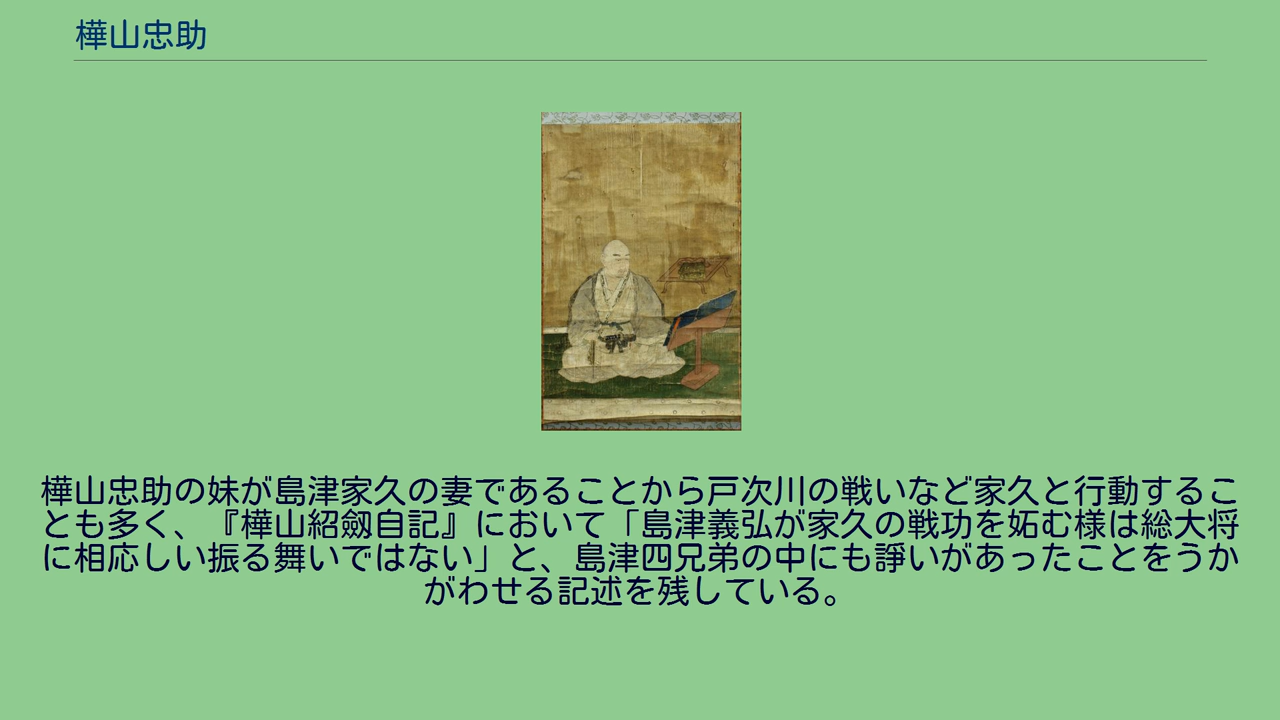 樺山忠助
樺山忠助の妹が島津家久の妻であることから戸次川の戦いなど家久と行動するこ
とも多く、『樺山紹劔自記』において「島津義弘が家久の戦功を妬む様は総大将
に相応しい振る舞いではない」と、島津四兄弟の中にも諍いがあったことをうか
がわせる記述を残している。